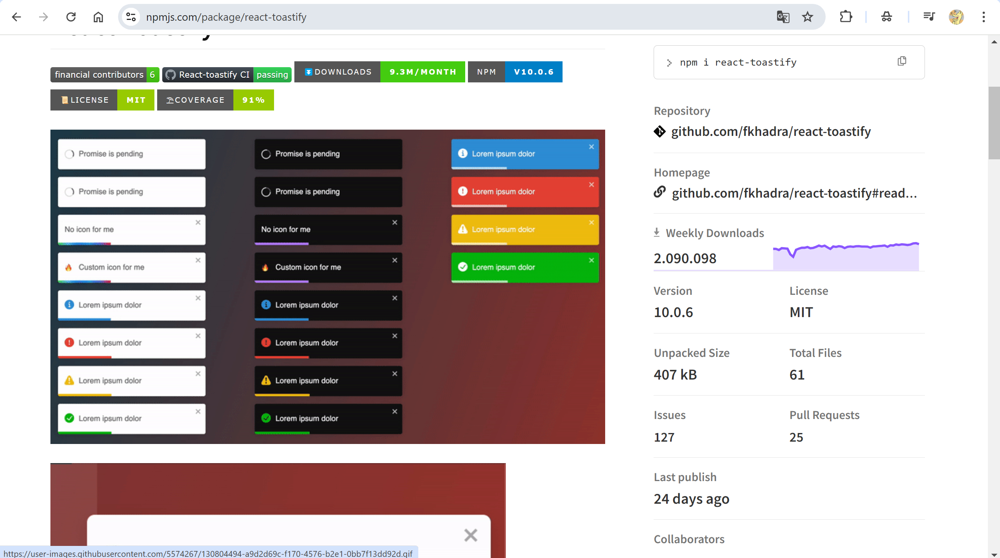 npmjs.com/package/react-toastify
financial contributors 6
React-toastify CI passing
DOWNLOADS 9.3M/MONTH
NPM V10.0.6
LICENSE MIT
COVERAGE 91%
Promise is pending
Promise is pending
No icon for me
Custom icon for me
Lorem ipsum dolor
Lorem ipsum dolor
Lorem ipsum dolor
Lorem ipsum dolor
Promise is pending
Promise is pending
No icon for me
Custom icon for me
Lorem ipsum dolor
Lorem ipsum dolor
Lorem ipsum dolor
Lorem ipsum dolor
Lorem ipsum dolor
Lorem ipsum dolor
Lorem ipsum dolor
Lorem ipsum dolor
https://user-images.githubusercontent.com/5574267/130804494-a9d2d69c-f170-4576-b2e1-0bb7f13dd92d.gif
npm i react-toastify
Repository
github.com/fkhadra/react-toastify
Homepage
github.com/fkhadra/react-toastify#read...
Weekly Downloads
2.090.098
Version
10.0.6
License
MIT
Unpacked Size
407 kB
Total Files
61
Issues
127
Pull Requests
25
Last publish
24 days ago
Collaborators